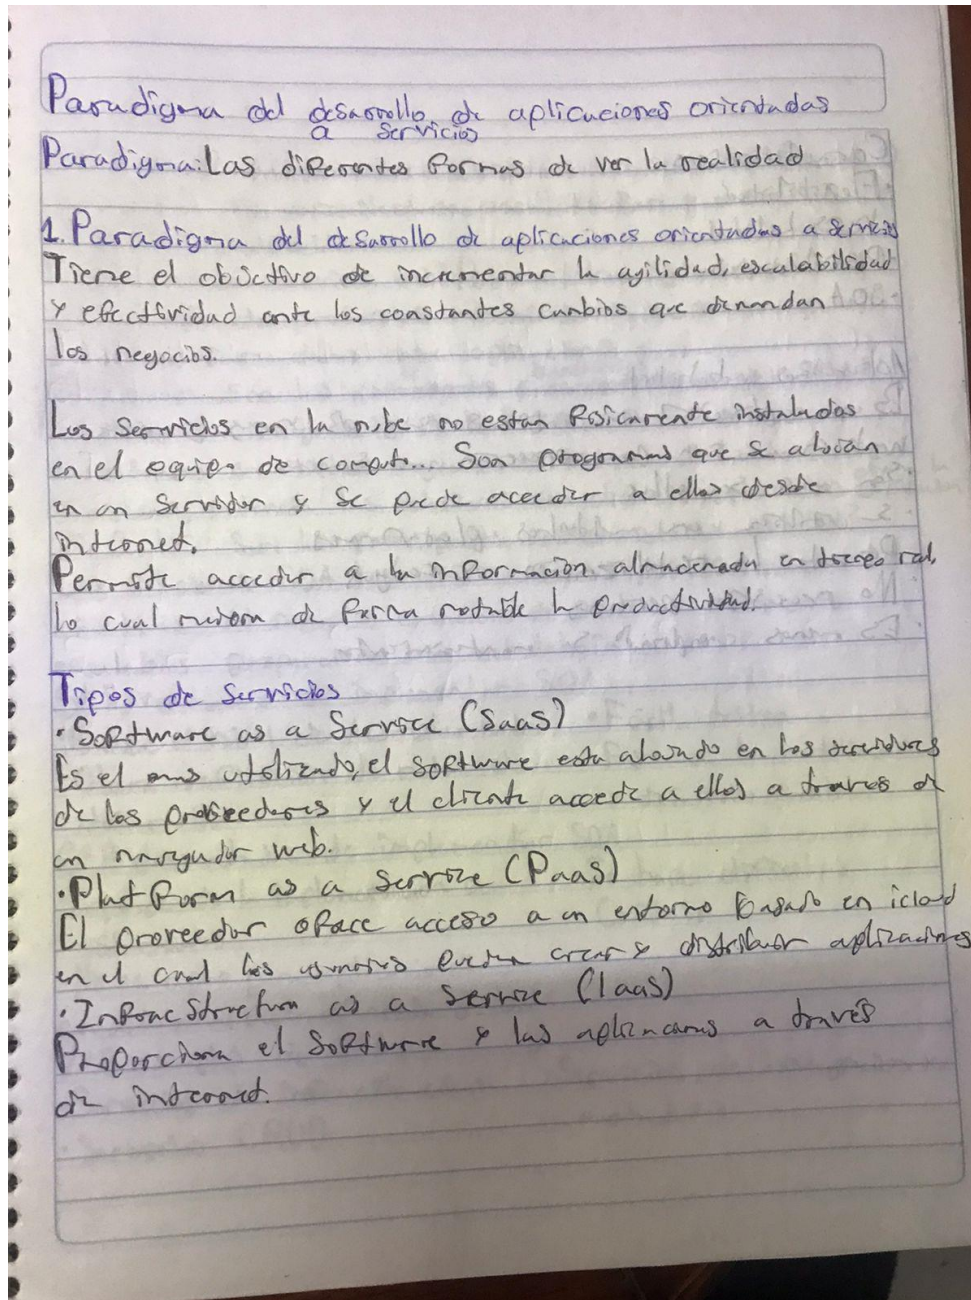 Paradigma del desarrollo de aplicaciones orientadas
a servicios
Paradigma: Las diferentes formas de ver la realidad
1. Paradigma del desarrollo de aplicaciones orientadas a servicios
Tiene el objetivo de incrementar la agilidad, escalabilidad
y efectividad ante los constantes cambios que demandan
los negocios.
Los servicios en la nube no estan fisicamente instalados
en el equipo de computo... Son programas que se alojan
en un servidor y se puede acceder a ellos desde
internet.
Permite acceder a la información almacenada en tiempo real,
lo cual mejora de forma notable la productividad.
Tipos de Servicios
· Software as a Service (Saas)
Es el mas utilizado, el software esta alojado en los servidores
de los proveedores y el cliente accede a ellos a traves de
un navegador web.
· Platform as a service (Paas)
El proveedor ofrece acceso a un entorno basado en icloud
en el cual los usuarios pueden crear y distribuir aplicaciones
· Infraestructura as a Service (Iaas)
Proporciona el software y las aplicaciones a través
de internet.